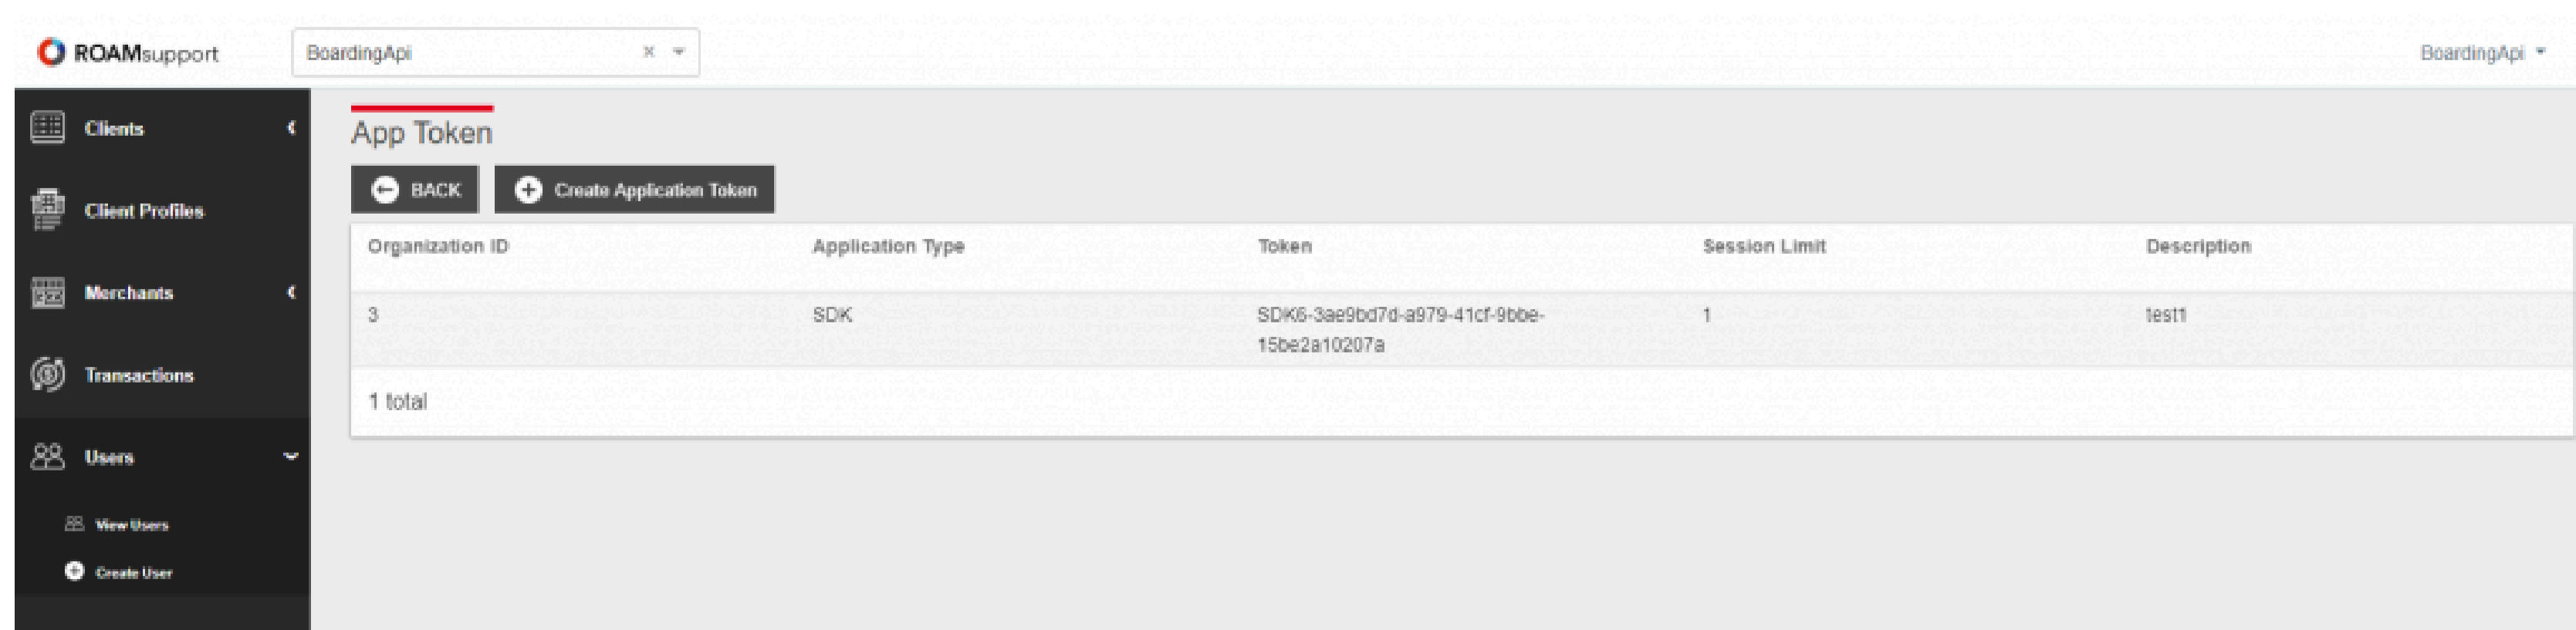 ROAMsupport
BoardingApi
BoardingApi
Clients
Client Profiles
Merchants
Transactions
Users
View Users
Create User
App Token
BACK
Create Application Token
Organization ID Application Type Token Session Limit Description
3 SDK SDK6-3ae9bd7d-a979-41cf-9bbe- 1 test1
15be2a10207a
1 total